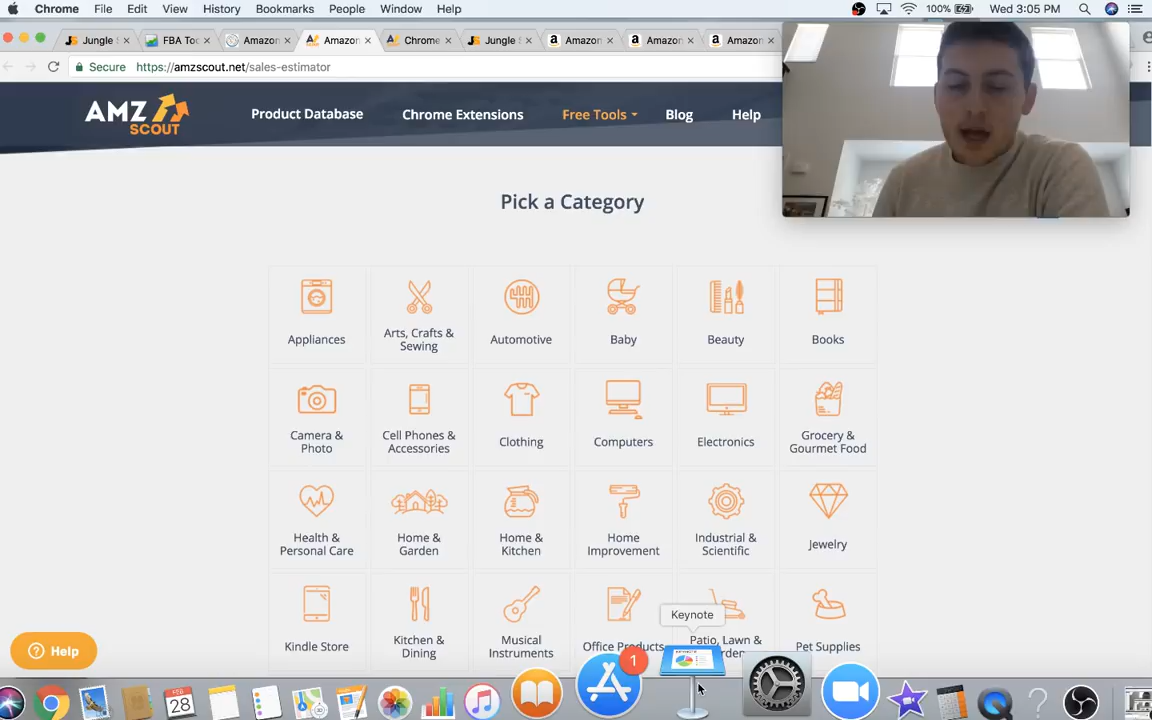 Chrome File Edit View History Bookmarks People Window Help 100% Wed 3:05 PM
Jungle S FBA Too Amazon Amazon Chrome Jungle S Amazon Amazon Amazon
Secure https://amzscout.net/sales-estimator
AMZ SCOUT Product Database Chrome Extensions Free Tools Blog Help
Pick a Category
Appliances
Arts, Crafts &
Sewing
Automotive
Baby
Beauty
Books
Camera &
Photo
Cell Phones &
Accessories
Clothing
Computers
Electronics
Grocery &
Gourmet Food
Health &
Personal Care
Home &
Garden
Home &
Kitchen
Home
Improvement
Industrial &
Scientific
Jewelry
Kindle Store
Kitchen &
Dining
Musical
Instruments
Office Products
Patio, Lawn &
Pet Supplies
Keynote
Help
1
FEB
28